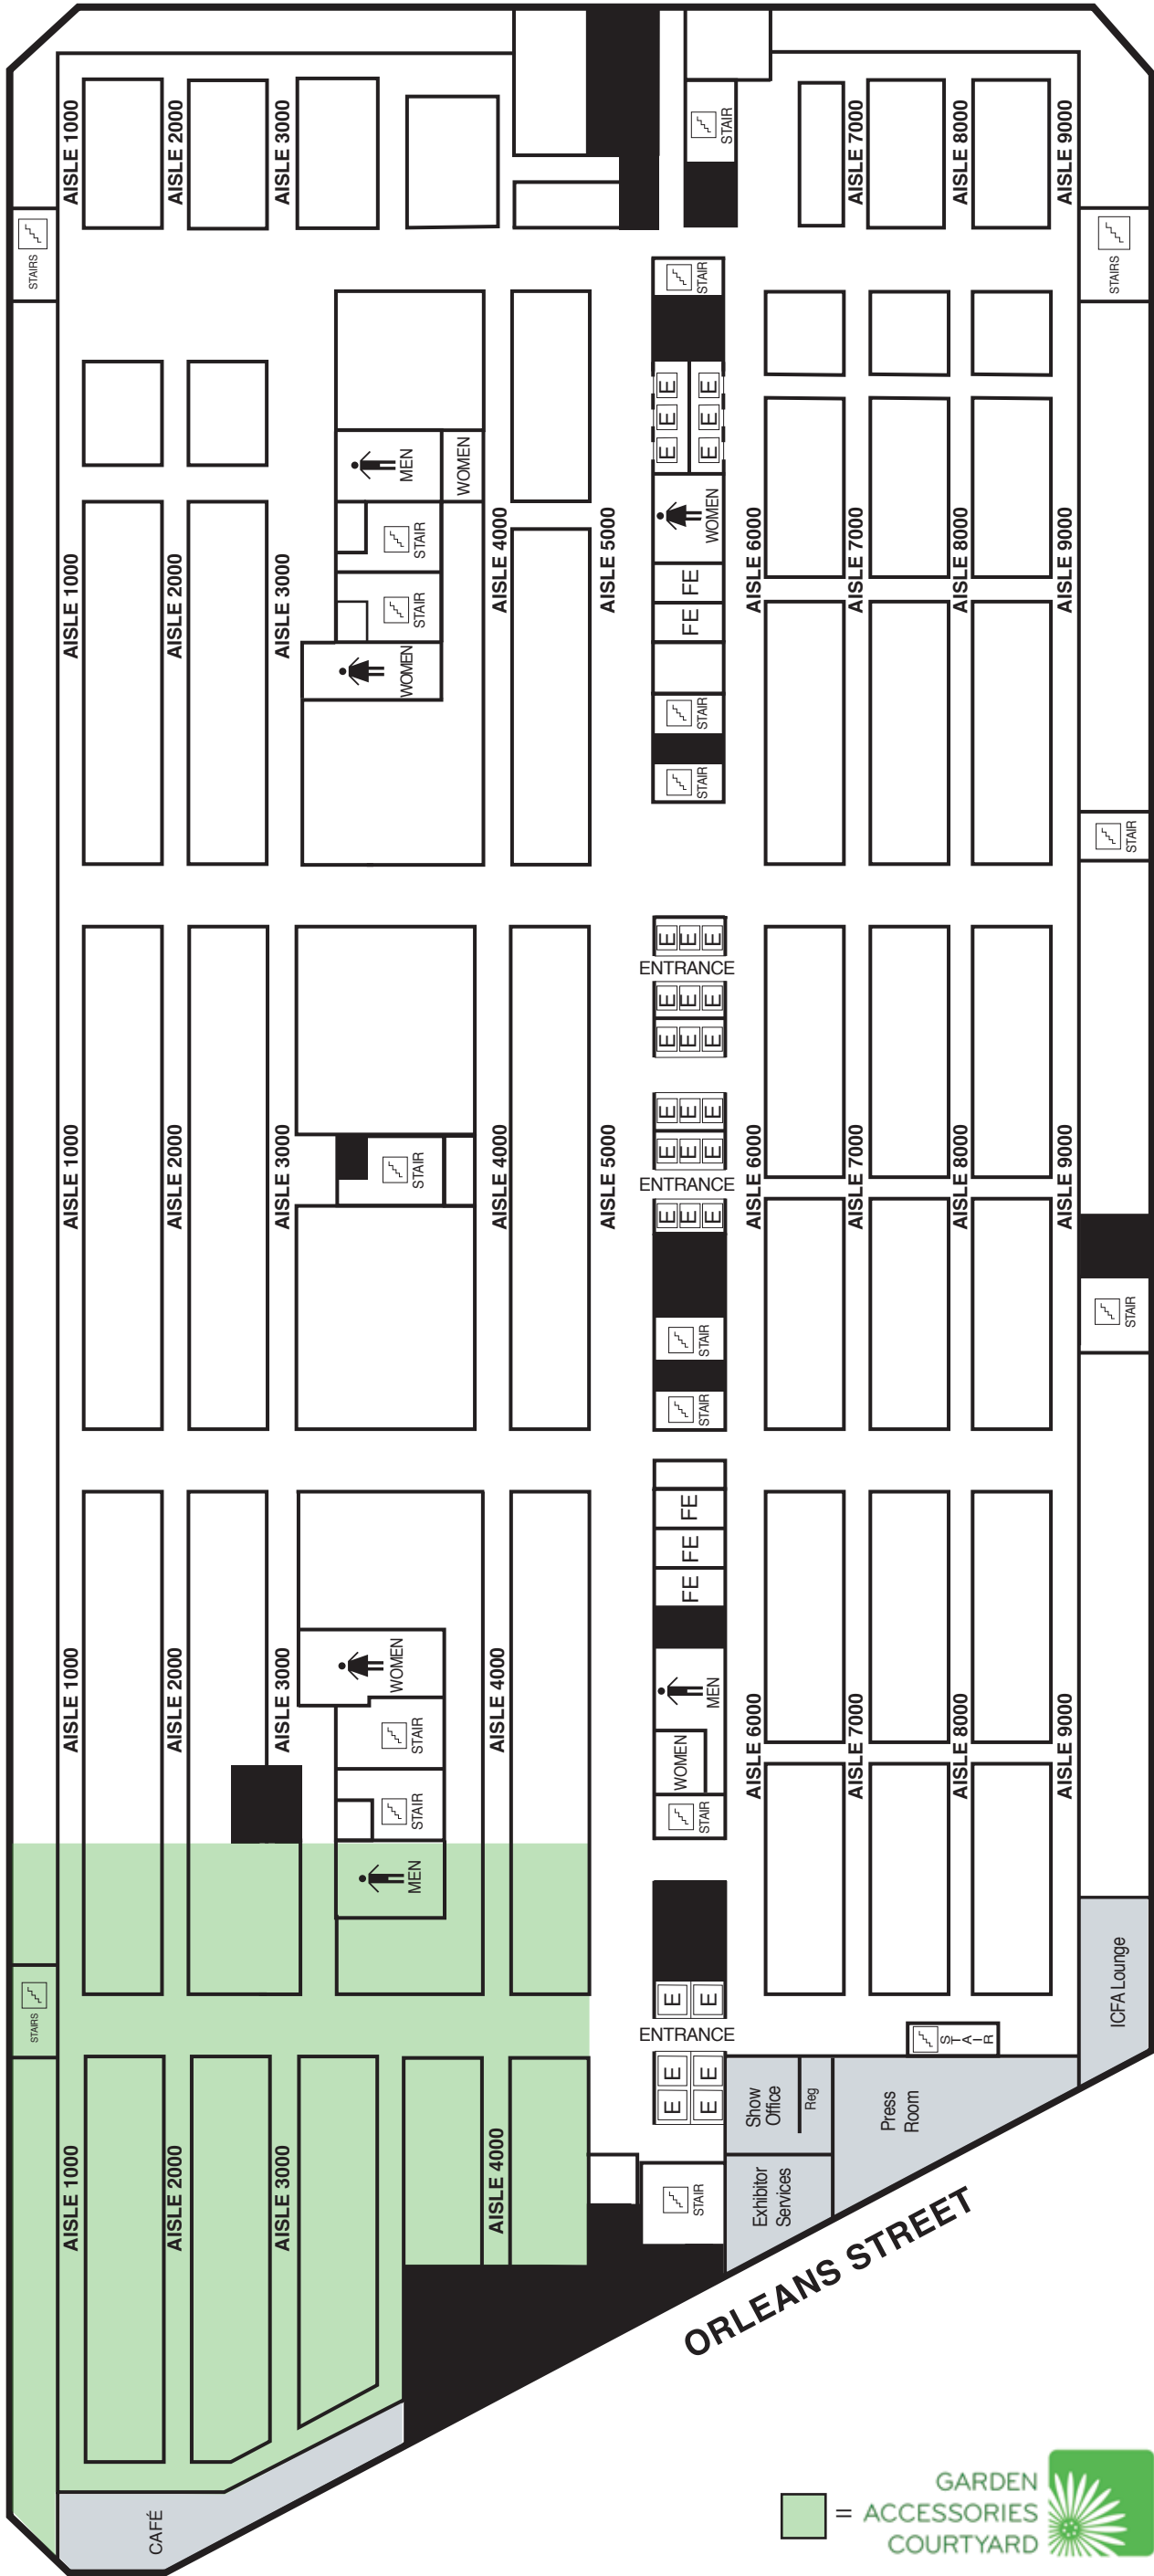 AISLE 1000
AISLE 2000
AISLE 3000
STAIR
AISLE 7000
AISLE 8000
AISLE 9000
STAIRS
STAIRS
STAIR
E E
E E
E E
MEN
WOMEN
WOMEN
STAIR
STAIR
WOMEN
FE
FE
AISLE 1000
AISLE 2000
AISLE 3000
AISLE 4000
AISLE 5000
AISLE 6000
AISLE 7000
AISLE 8000
AISLE 9000
STAIR
STAIR
STAIR
E E E
ENTRANCE
E E E
E E E
E E E
E E E
ENTRANCE
E E E
AISLE 1000
AISLE 2000
AISLE 3000
STAIR
AISLE 4000
AISLE 5000
AISLE 6000
AISLE 7000
AISLE 8000
AISLE 9000
STAIR
STAIR
STAIR
FE
FE
FE
WOMEN
MEN
AISLE 1000
AISLE 2000
AISLE 3000
STAIR
AISLE 4000
WOMEN
AISLE 6000
AISLE 7000
AISLE 8000
AISLE 9000
STAIR
STAIR
MEN
E E
ENTRANCE
E E
E E
STAIRS
STAIR
ICFA Lounge
Show
Office
Reg
Press
Room
AISLE 1000
AISLE 2000
AISLE 3000
AISLE 4000
STAIR
Exhibitor
Services
ORLEANS STREET
CAFÉ
= GARDEN
ACCESSORIES
COURTYARD